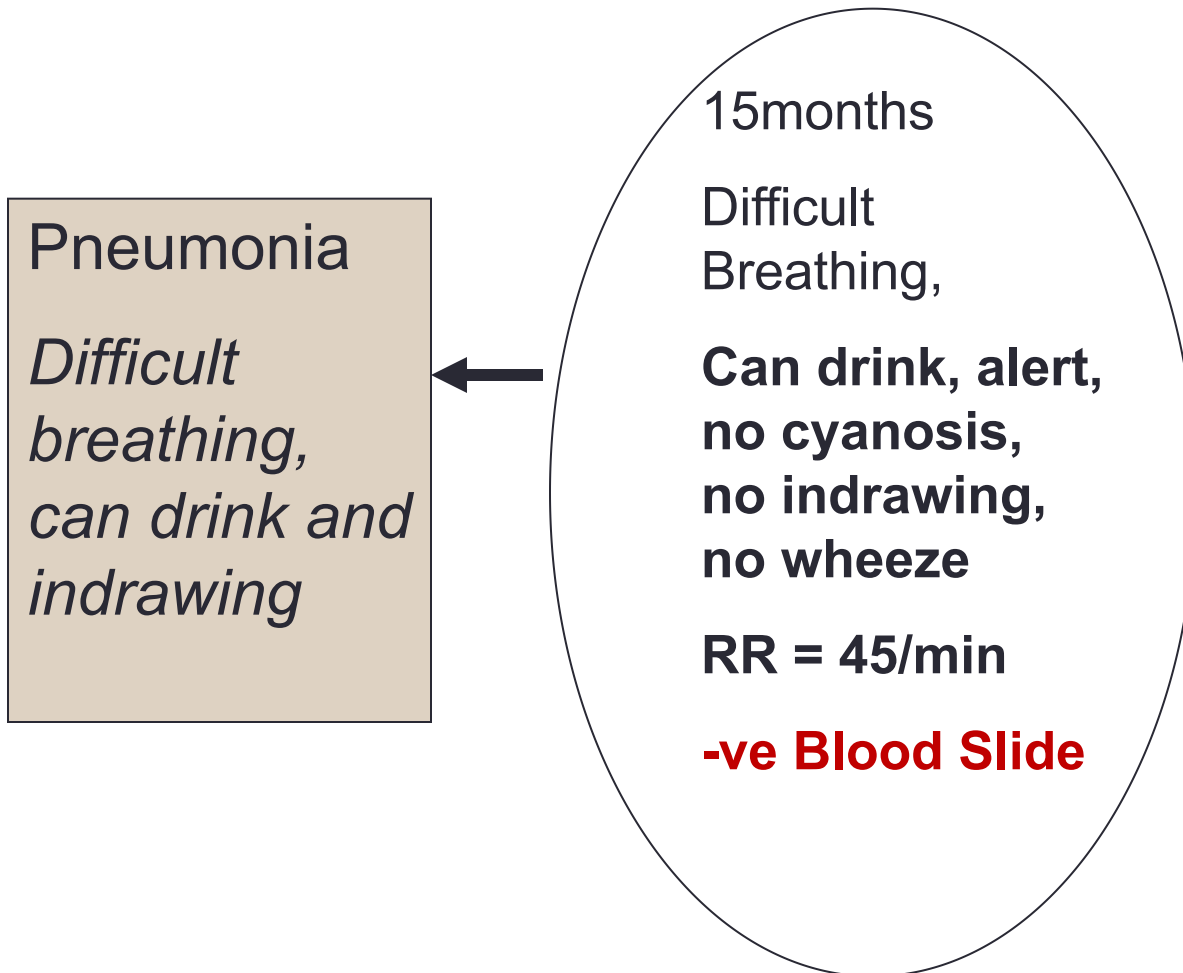 Pneumonia
Difficult
breathing,
can drink and
indrawing
15months
Difficult
Breathing,
Can drink, alert,
no cyanosis,
no indrawing,
no wheeze
RR = 45/min
-ve Blood Slide